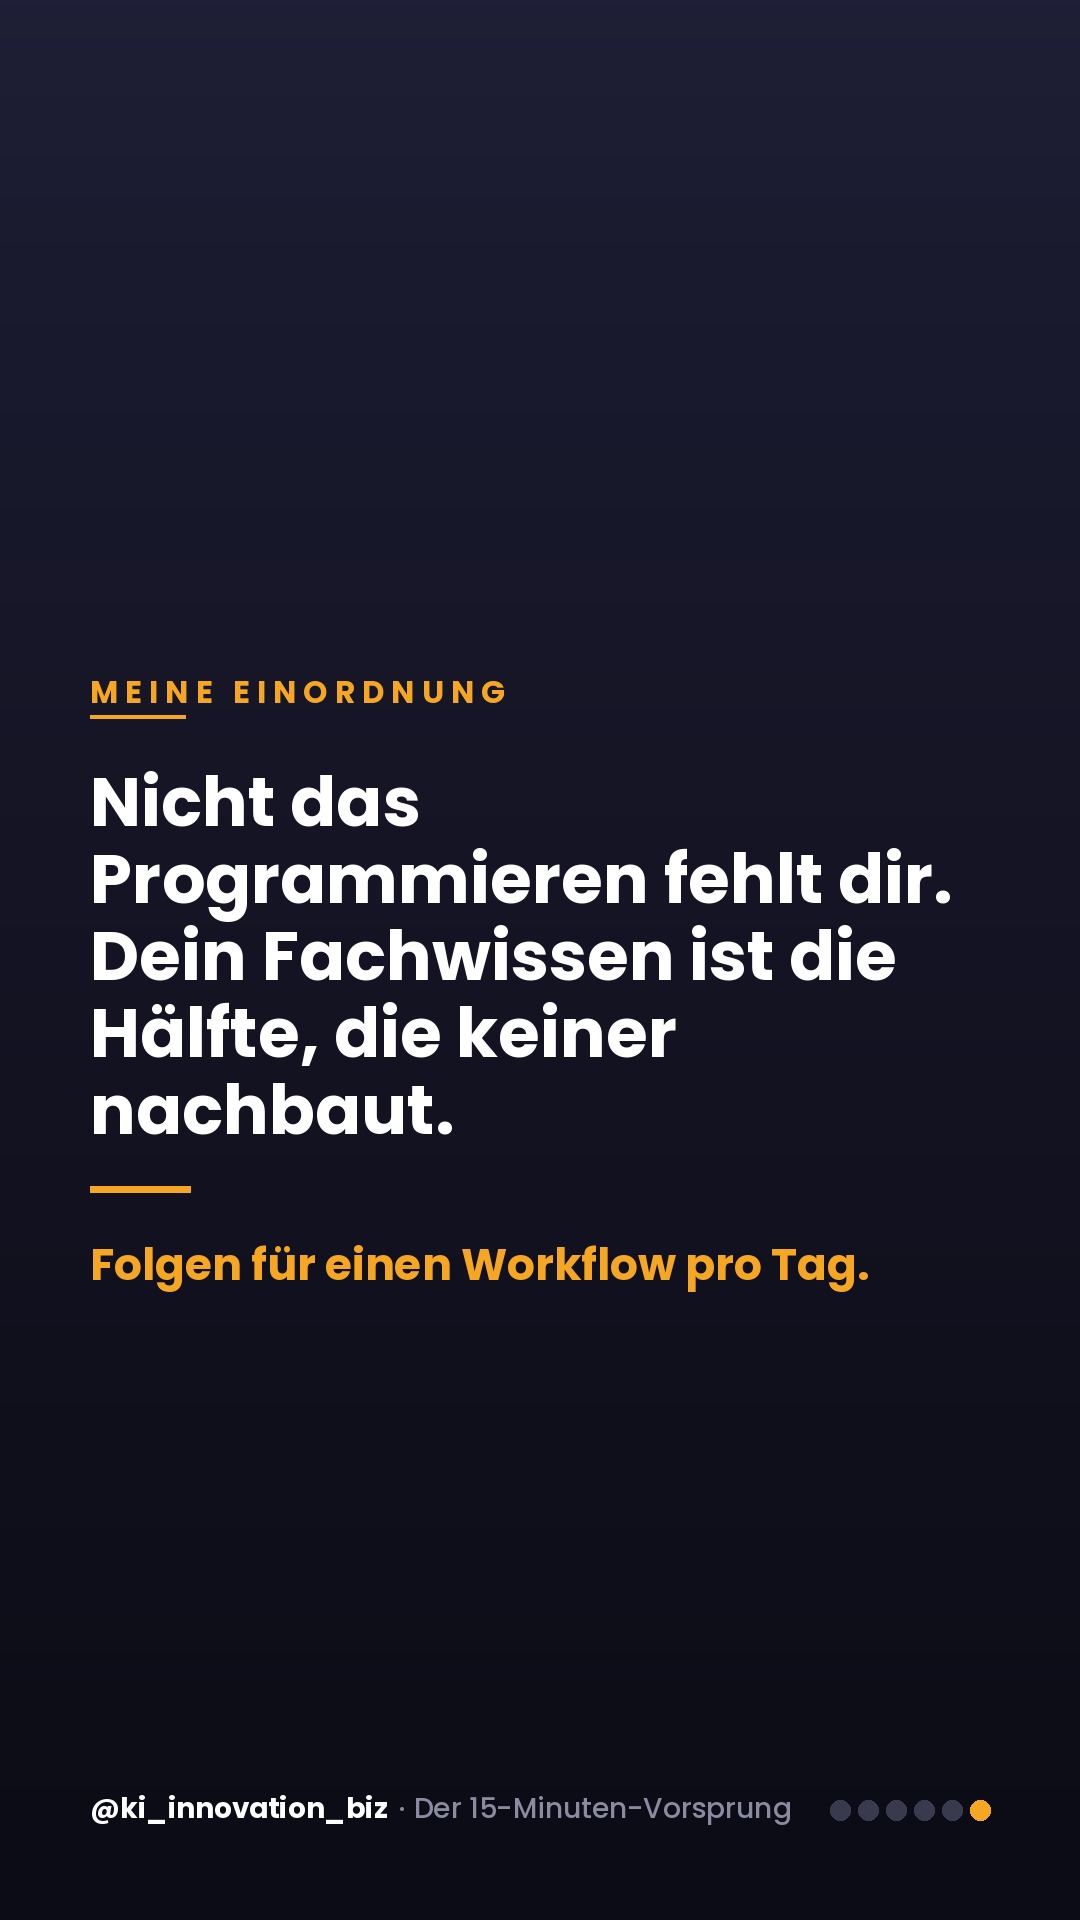 MEINE EINORDNUNG
Nicht das
Programmieren fehlt dir.
Dein Fachwissen ist die
Hälfte, die keiner
nachbaut.
Folgen für einen Workflow pro Tag.
@ki_innovation_biz · Der 15-Minuten-Vorsprung